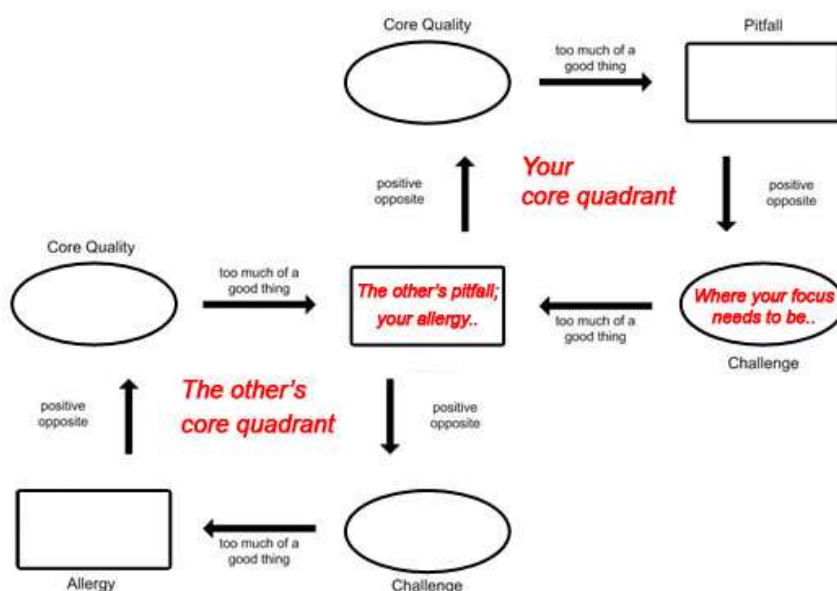 Core Quality
Pitfall
too much of a
good thing
positive
opposite
Your
core quadrant
positive
opposite
Core Quality
too much of a
good thing
The other's pitfall;
your allergy..
too much of a
good thing
Where your focus
needs to be..
Challenge
The other's
core quadrant
positive
opposite
positive
opposite
too much of a
good thing
Allergy
Challenge